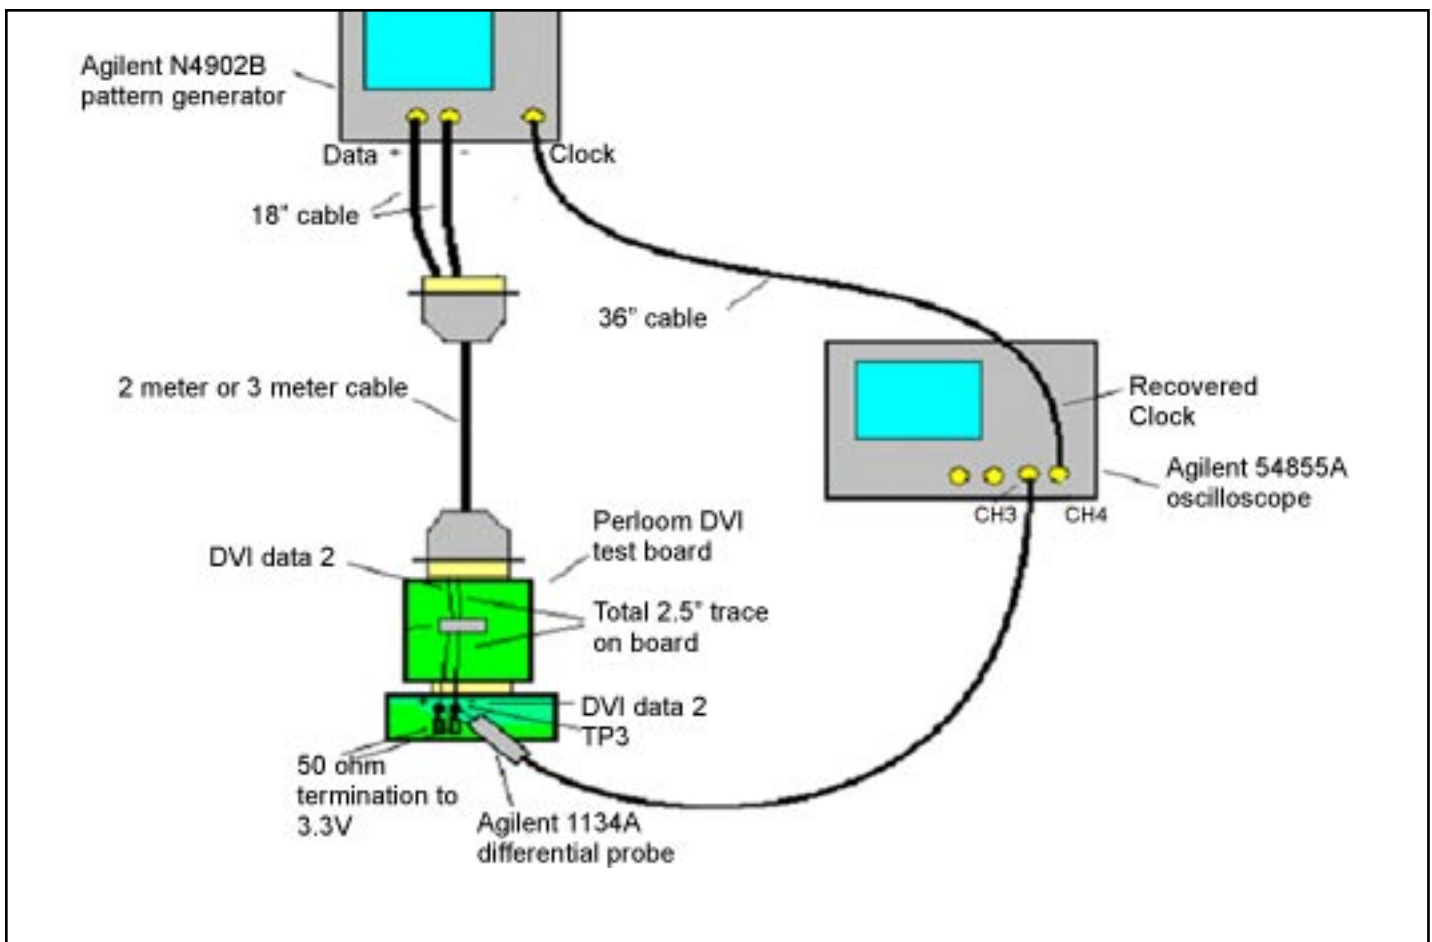 Agilent N4902B
pattern generator
Data + -
Clock
18" cable
36" cable
2 meter or 3 meter cable
Recovered
Clock
Agilent 54855A
oscilloscope
CH3
CH4
Perloom DVI
test board
DVI data 2
Total 2.5" trace
on board
DVI data 2
TP3
50 ohm
termination to
3.3V
Agilent 1134A
differential probe